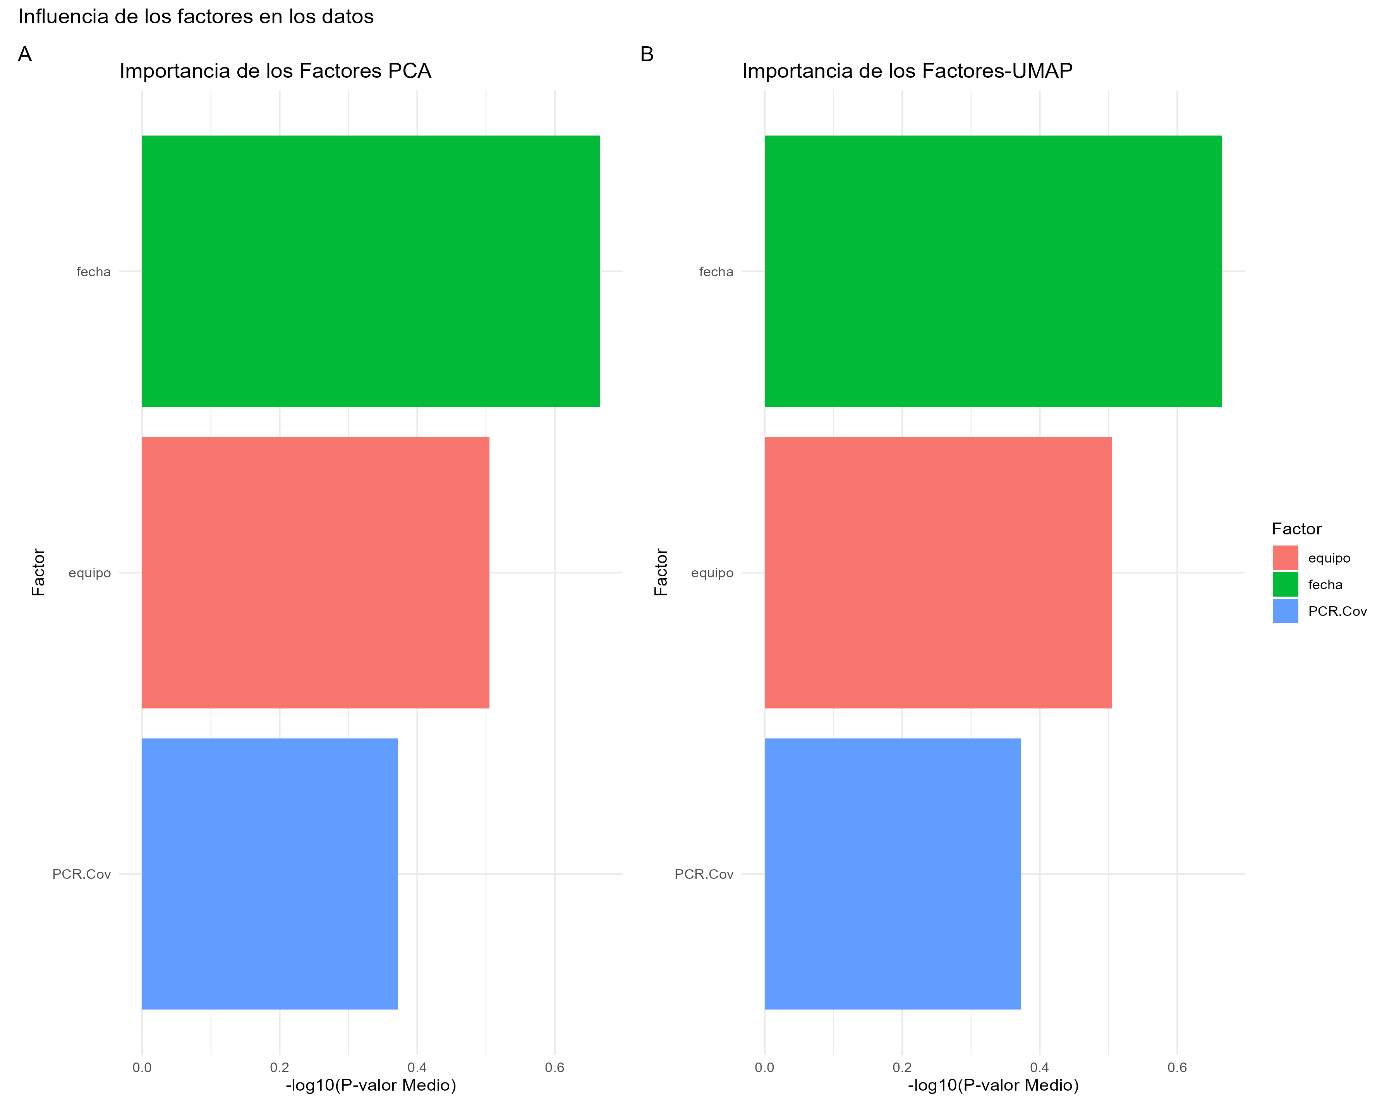 Influencia de los factores en los datos
A
Importancia de los Factores PCA
fecha
equipo
PCR.Cov
Factor
0.0
0.2
0.4
0.6
-log10(P-valor Medio)
B
Importancia de los Factores-UMAP
fecha
equipo
PCR.Cov
Factor
0.0
0.2
0.4
0.6
-log10(P-valor Medio)
Factor
equipo
fecha
PCR.Cov